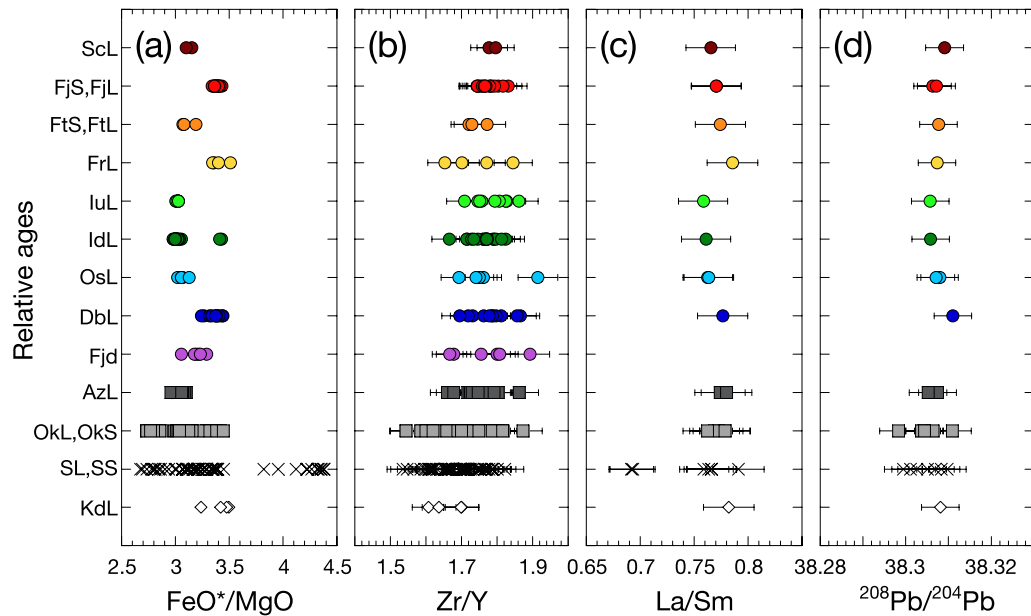 (a) (b) (c) (d)
Relative ages
ScL
FjS,FjL
FtS,FtL
FrL
IuL
IdL
OsL
DbL
Fjd
AzL
OkL,OkS
SL,SS
KdL
2.5 3 3.5 4 4.5 1.5 1.7 1.9 0.65 0.7 0.75 0.8 38.28 38.3 38.32
FeO*/MgO Zr/Y La/Sm ²⁰⁸Pb/²⁰⁴Pb